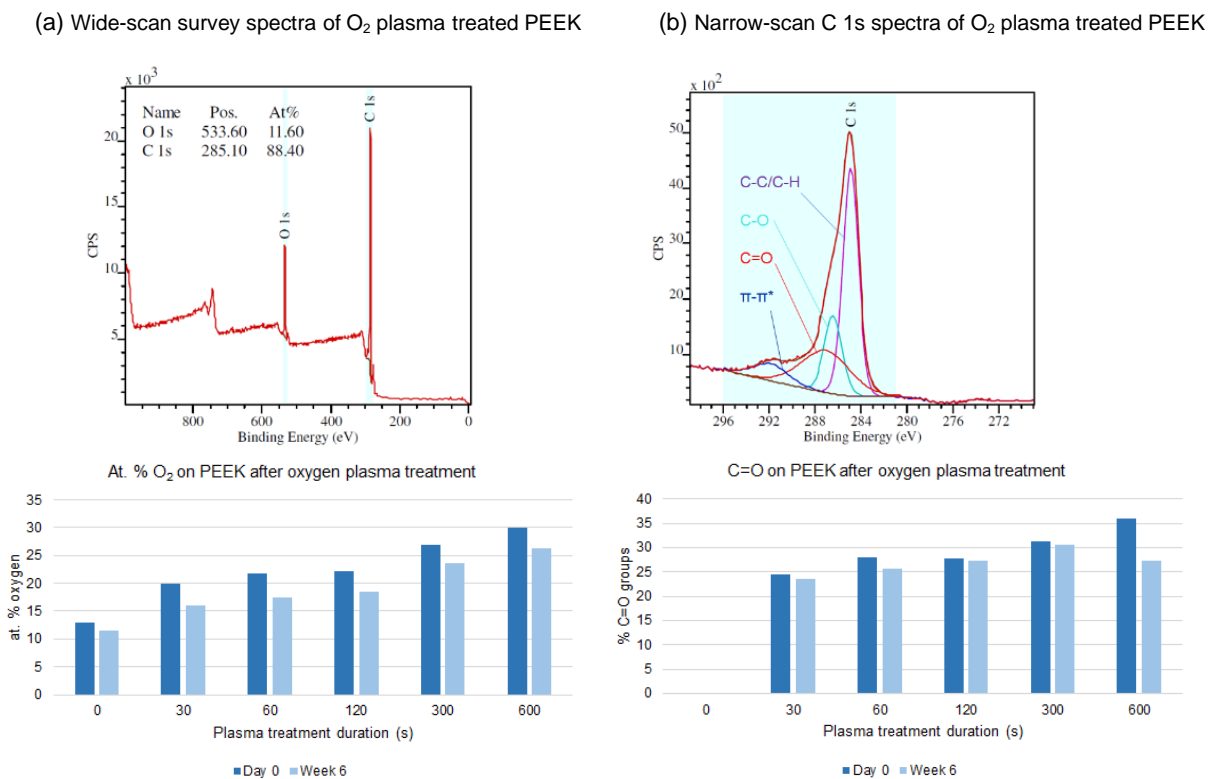 (a) Wide-scan survey spectra of O₂ plasma treated PEEK
x 10³
Name Pos. At%
O 1s 533.60 11.60
C 1s 285.10 88.40
C 1s
O 1s
20
15
10
5
CPS
800 600 400 200 0
Binding Energy (eV)
(b) Narrow-scan C 1s spectra of O₂ plasma treated PEEK
x 10²
C 1s
50
40
30
20
10
CPS
C-C/C-H
C-O
C=O
π-π*
296 292 288 284 280 276 272
Binding Energy (eV)
At. % O₂ on PEEK after oxygen plasma treatment
35
30
25
20
15
10
5
0
at. % oxygen
0 30 60 120 300 600
Plasma treatment duration (s)
Day 0 Week 6
C=O on PEEK after oxygen plasma treatment
40
35
30
25
20
15
10
5
0
% C=O groups
0 30 60 120 300 600
Plasma treatment duration (s)
Day 0 Week 6